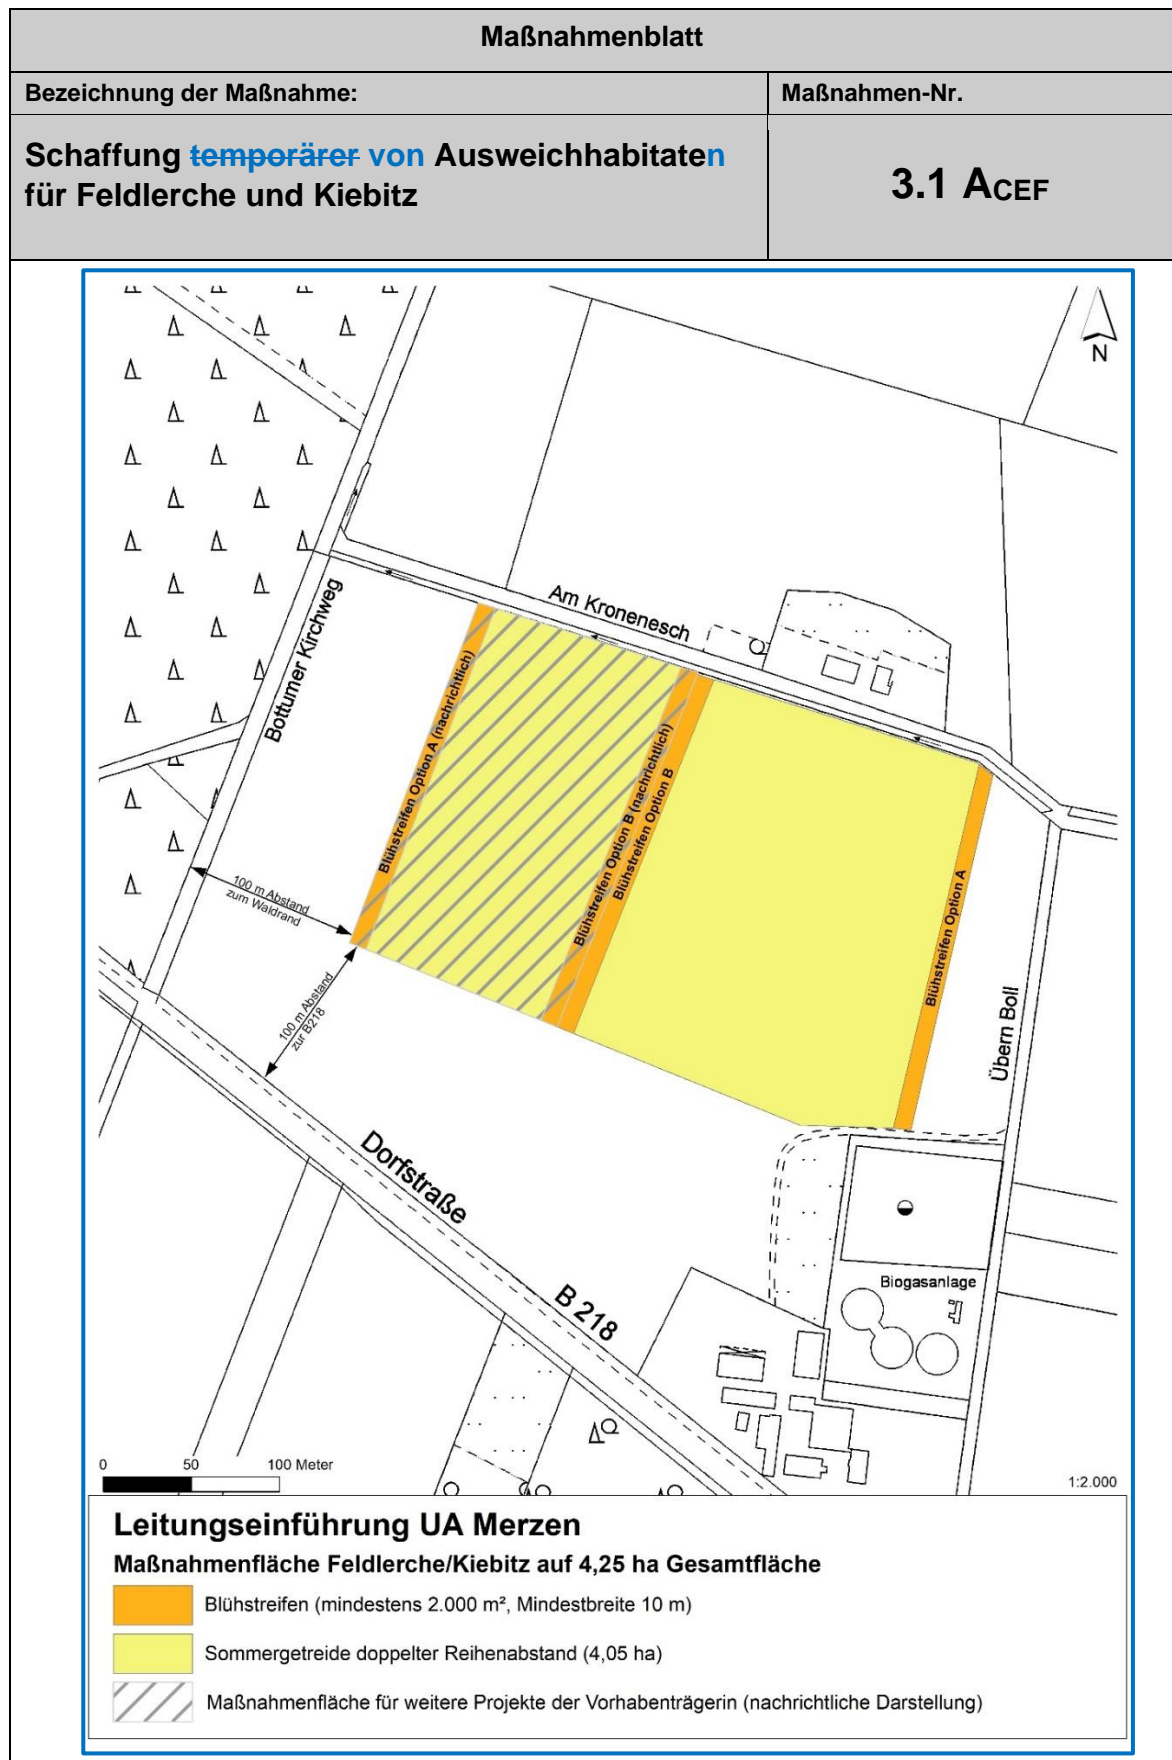 Maßnahmenblatt
Bezeichnung der Maßnahme:
Maßnahmen-Nr.
Schaffung temporärer von Ausweichhabitaten
für Feldlerche und Kiebitz
3.1 ACEF
N
Am Kronenesch
Bottumer Kirchweg
Blühstreifen Option A (nachrichtlich)
Blühstreifen Option B (nachrichtlich)
Blühstreifen Option B
Blühstreifen Option A
100 m Abstand
zum Waldrand
100 m Abstand
zur B218
Übern Boll
Dorfstraße
B 218
Biogasanlage
0 50 100 Meter
1:2.000
Leitungseinführung UA Merzen
Maßnahmenfläche Feldlerche/Kiebitz auf 4,25 ha Gesamtfläche
Blühstreifen (mindestens 2.000 m², Mindestbreite 10 m)
Sommergetreide doppelter Reihenabstand (4,05 ha)
Maßnahmenfläche für weitere Projekte der Vorhabenträgerin (nachrichtliche Darstellung)